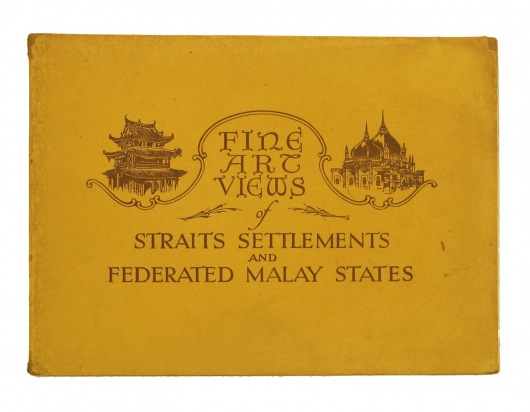 FINE
ART
VIEWS
of
STRAITS SETTLEMENTS
AND
FEDERATED MALAY STATES